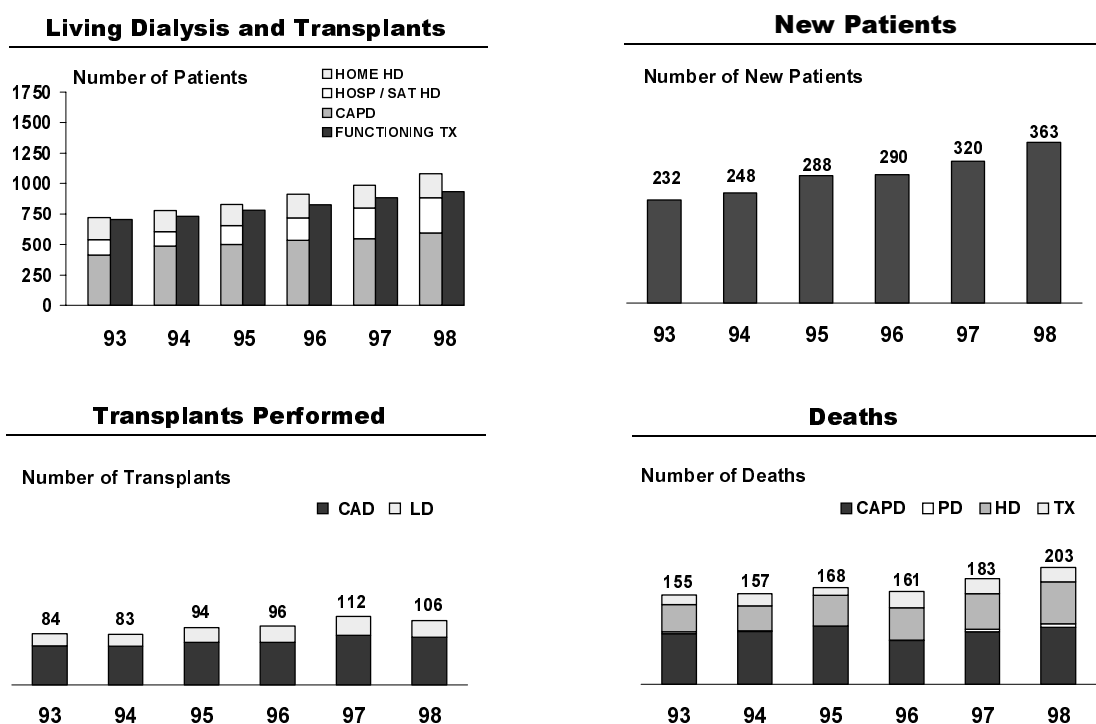 Living Dialysis and Transplants
Number of Patients
HOME HD
HOSP / SAT HD
CAPD
FUNCTIONING TX
1750
1500
1250
1000
750
500
250
0
93 94 95 96 97 98
New Patients
Number of New Patients
232 248 288 290 320 363
93 94 95 96 97 98
Transplants Performed
Number of Transplants
CAD LD
84 83 94 96 112 106
93 94 95 96 97 98
Deaths
Number of Deaths
CAPD PD HD TX
155 157 168 161 183 203
93 94 95 96 97 98